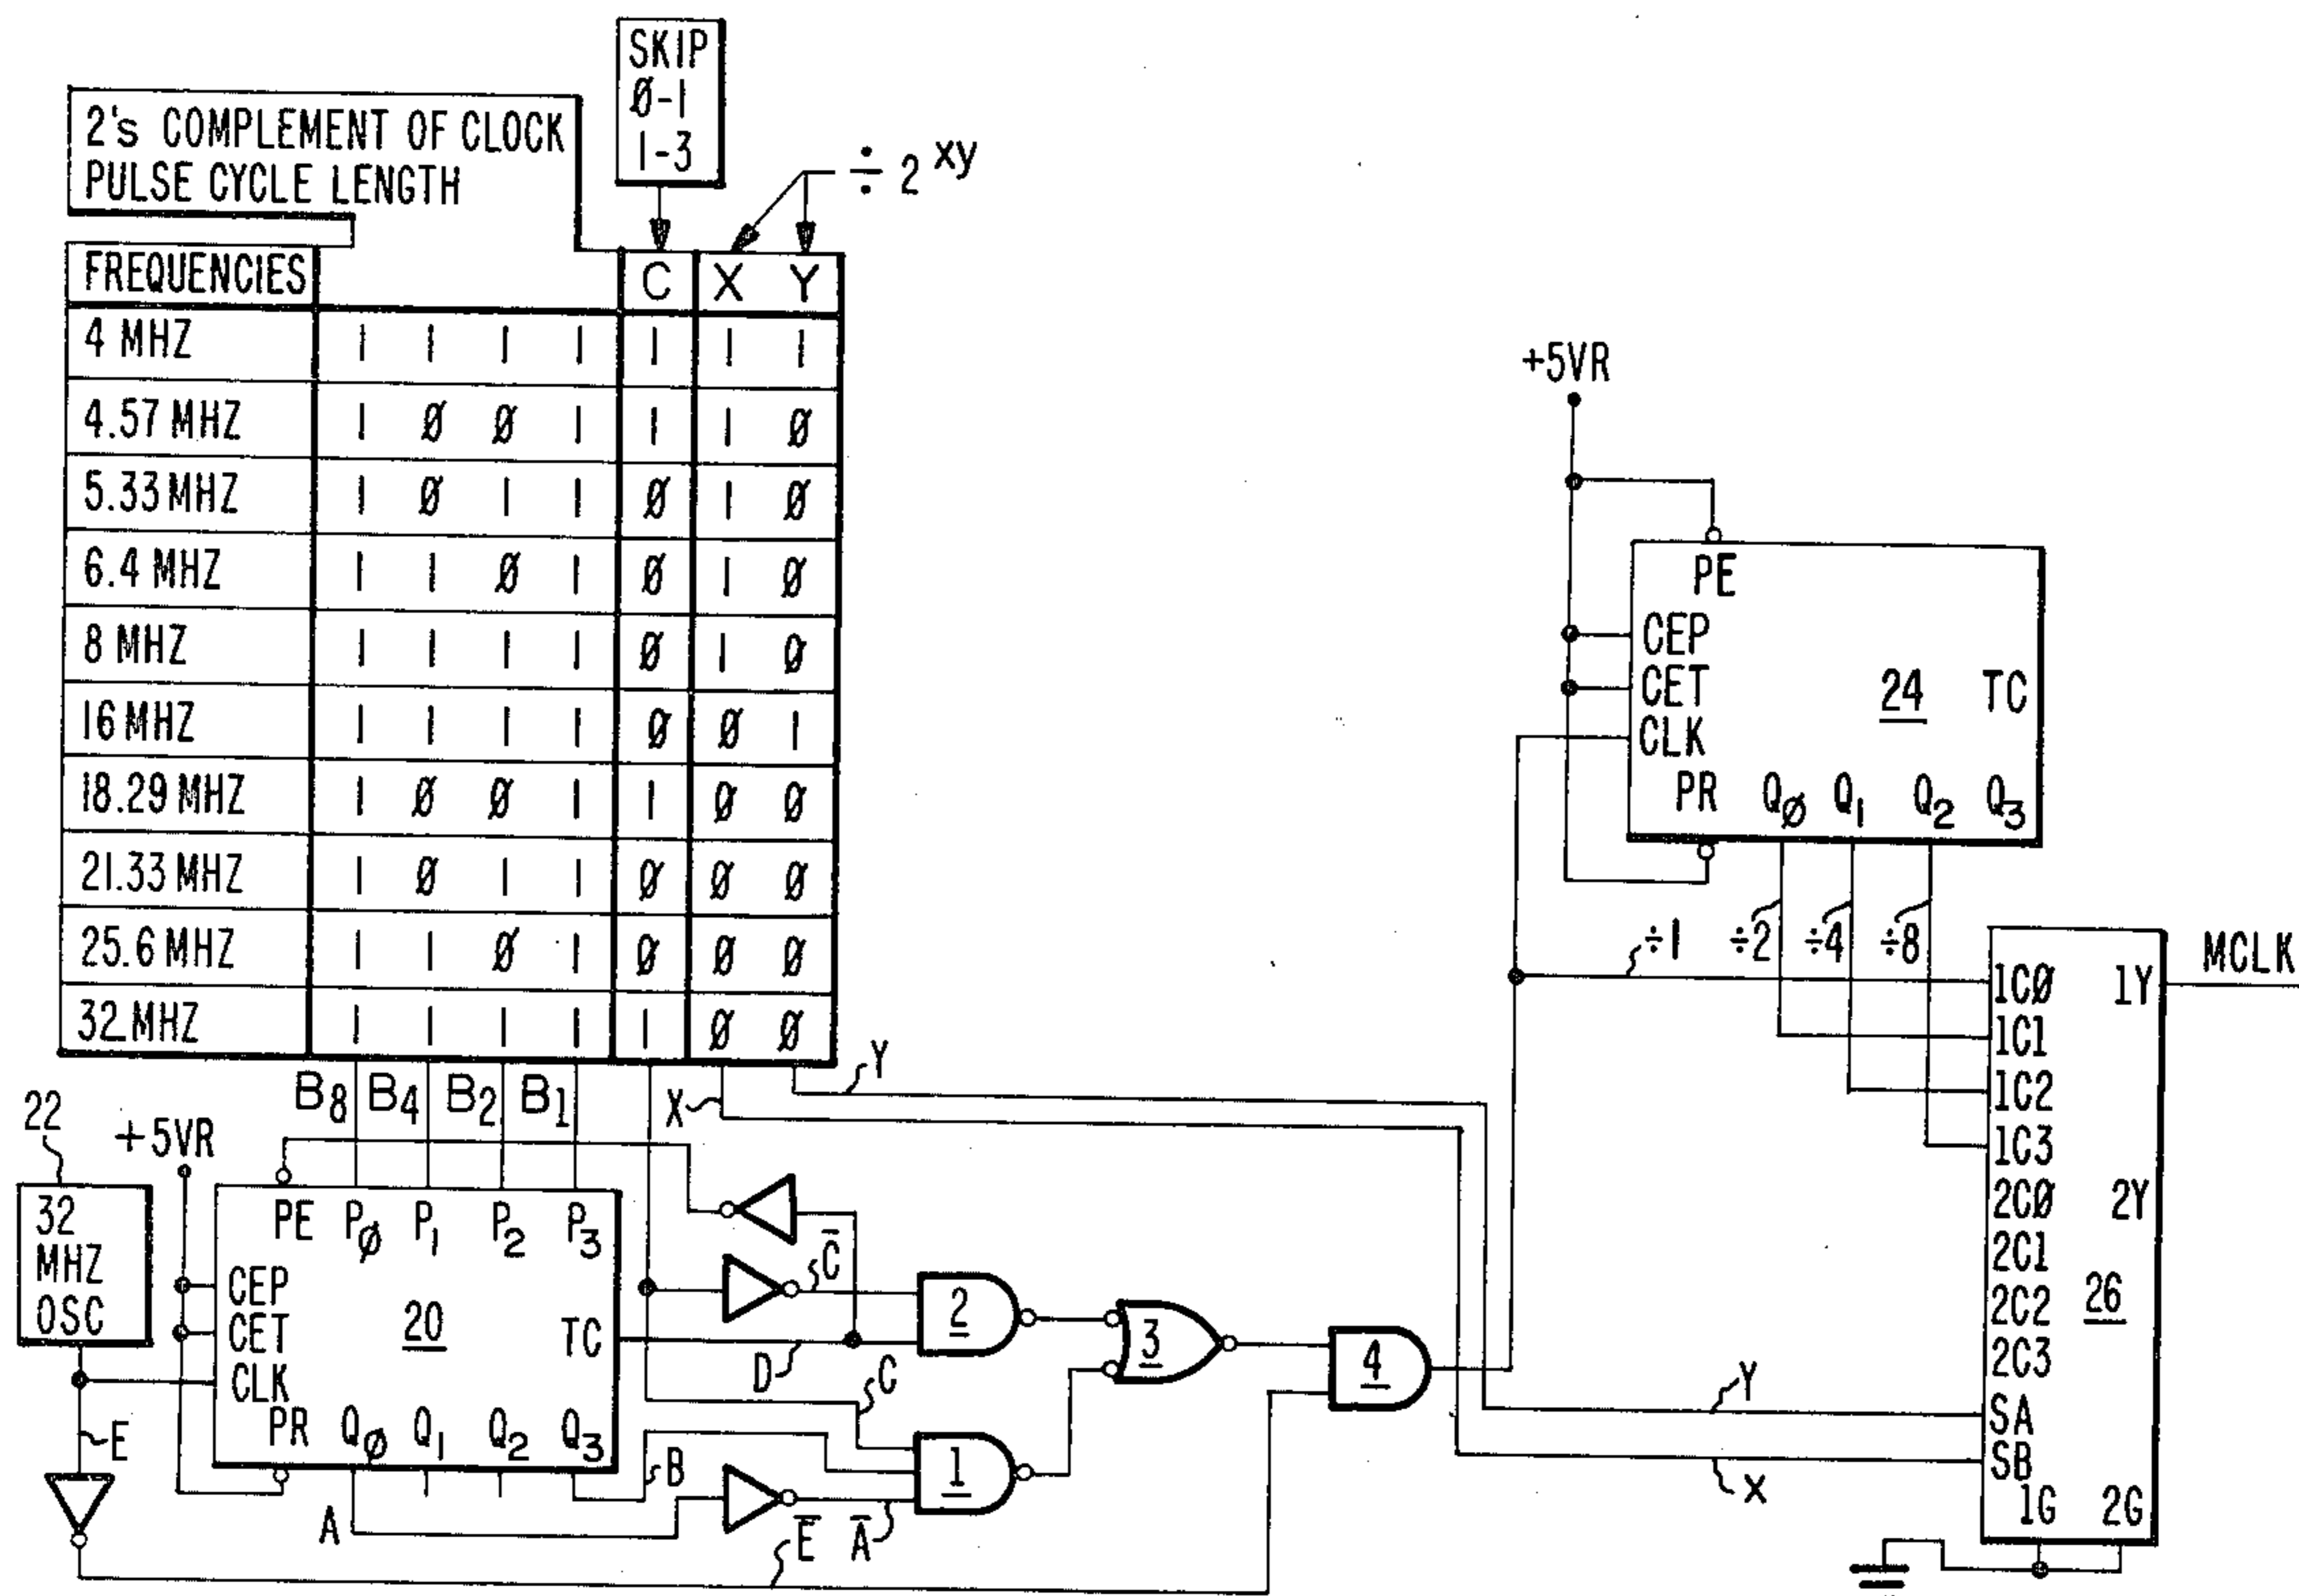 SKIP
Ø-1
1-3
2's COMPLEMENT OF CLOCK
PULSE CYCLE LENGTH
÷ 2 xy
FREQUENCIES C X Y
4 MHZ 1 1 1 1 1 1 1
4.57 MHZ 1 Ø Ø 1 1 1 Ø
5.33 MHZ 1 Ø 1 1 Ø 1 Ø
6.4 MHZ 1 1 Ø 1 Ø 1 Ø
8 MHZ 1 1 1 1 Ø 1 Ø
16 MHZ 1 1 1 1 Ø Ø 1
18.29 MHZ 1 Ø Ø 1 1 Ø Ø
21.33 MHZ 1 Ø 1 1 Ø Ø Ø
25.6 MHZ 1 1 Ø 1 Ø Ø Ø
32 MHZ 1 1 1 1 1 Ø Ø
B8 B4 B2 B1 X Y
22
+5VR
32
MHZ
OSC
PE PØ P1 P2 P3
CEP
CET
CLK
20
TC
PR QØ Q1 Q2 Q3
E
A
B
C̄
D
C
Ē
Ā
2
1
3
4
+5VR
PE
CEP
CET
CLK
24
TC
PR QØ Q1 Q2 Q3
÷1 ÷2 ÷4 ÷8
1CØ 1Y
MCLK
1C1
1C2
1C3
2CØ 2Y
2C1
2C2 26
2C3
SA
SB
1G 2G
Y
X